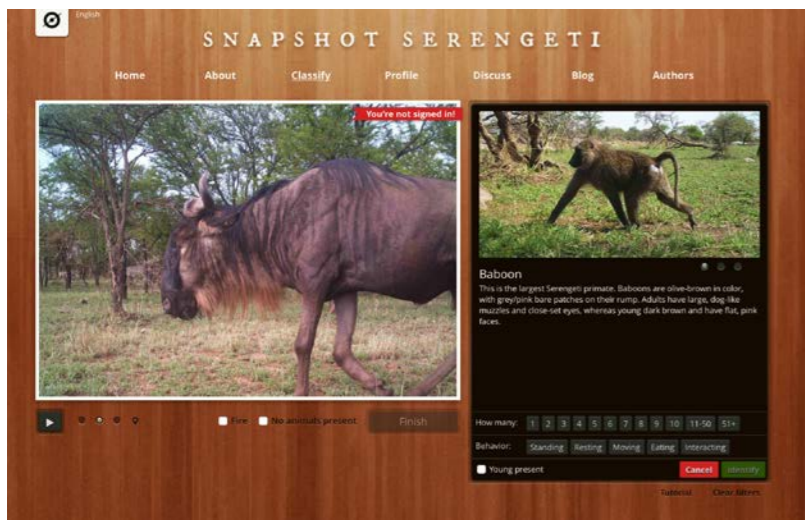 English
SNAPSHOT SERENGETI
Home About Classify Profile Discuss Blog Authors
You're not signed in!
Baboon
This is the largest Serengeti primate. Baboons are olive-brown in color,
with grey/pink bare patches on their rump. Adults have large, dog-like
muzzles and close-set eyes, whereas young dark brown and have flat, pink
faces.
Fire No animals present Finish
How many: 1 2 3 4 5 6 7 8 9 10 11-50 51+
Behavior: Standing Resting Moving Eating Interacting
Young present Cancel Identify
Tutorial Clear filters